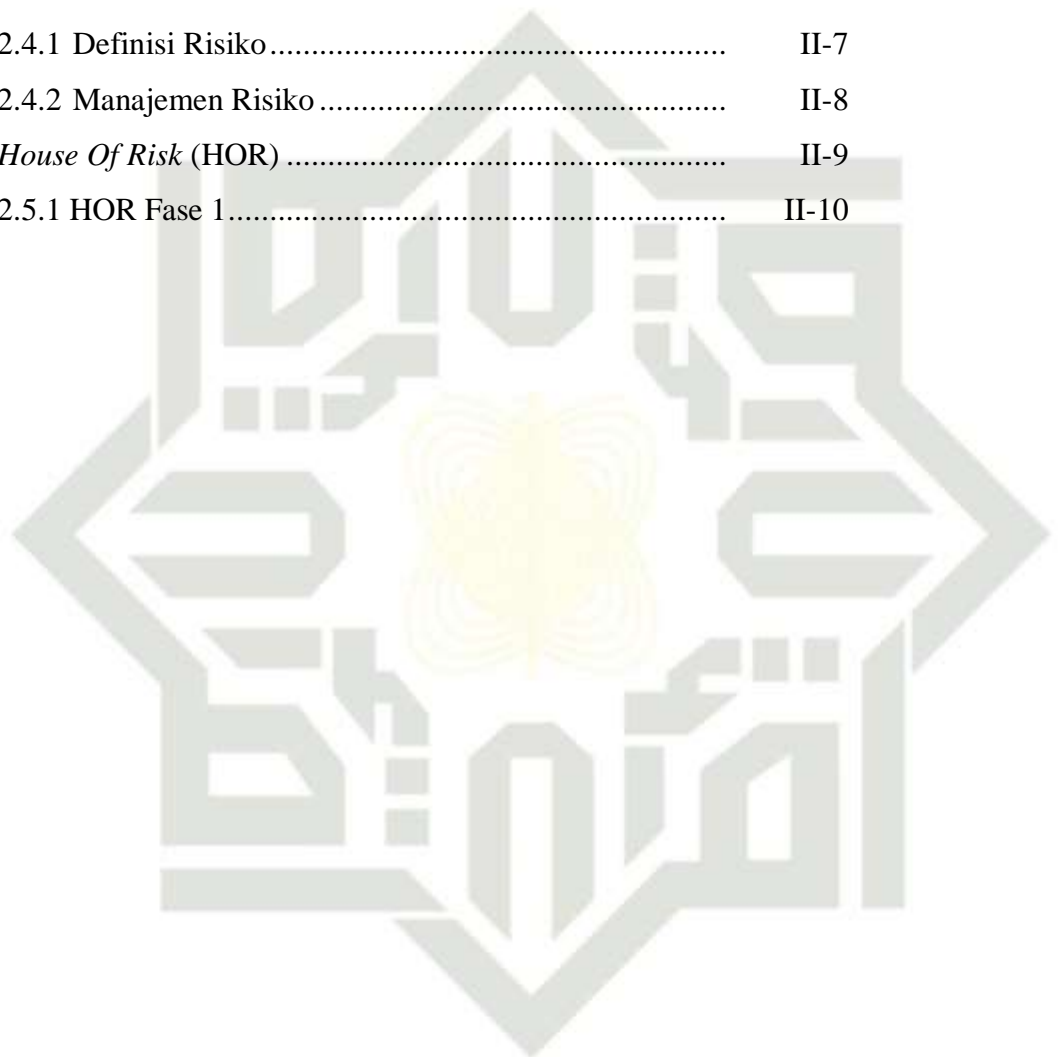 2.4.1 Definisi Risiko....................................................... II-7
2.4.2 Manajemen Risiko................................................. II-8
House Of Risk (HOR)..................................................... II-9
2.5.1 HOR Fase 1............................................................ II-10